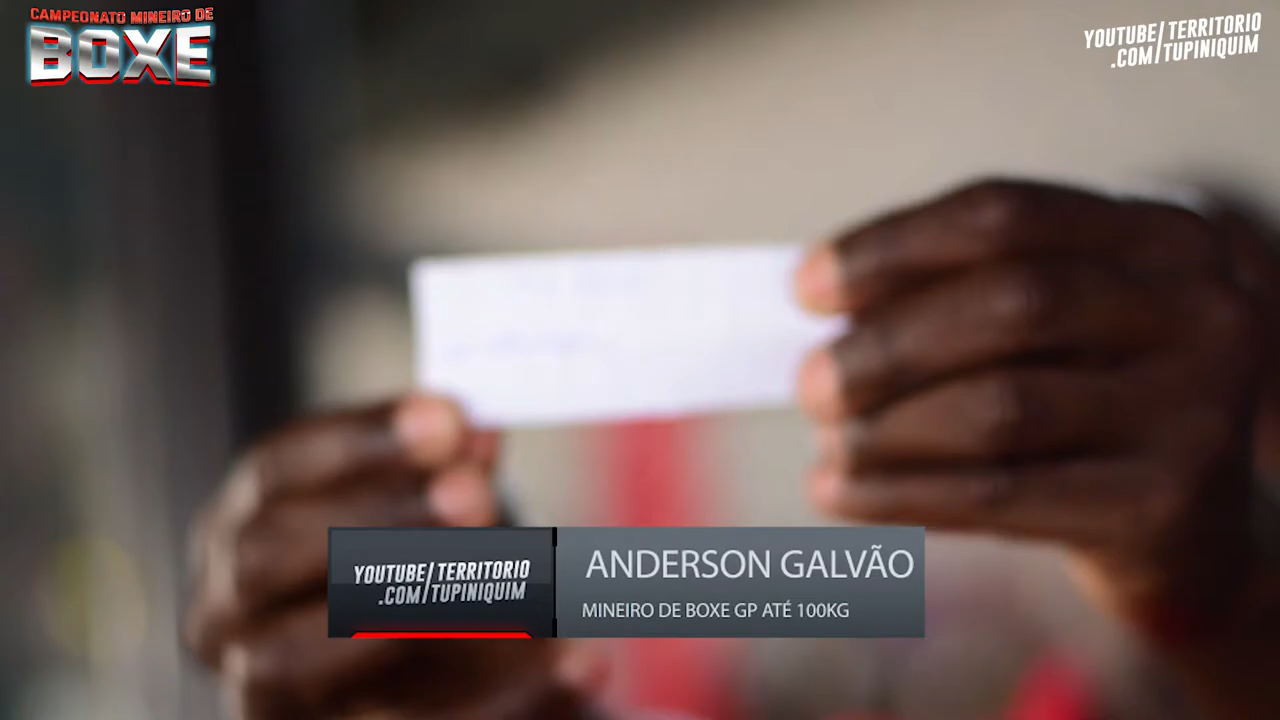 CAMPEONATO MINEIRO DE
BOXE
YOUTUBE/TERRITORIO
.COM/TUPINIQUIM
YOUTUBE/TERRITORIO
.COM/TUPINIQUIM
ANDERSON GALVÃO
MINEIRO DE BOXE GP ATÉ 100KG